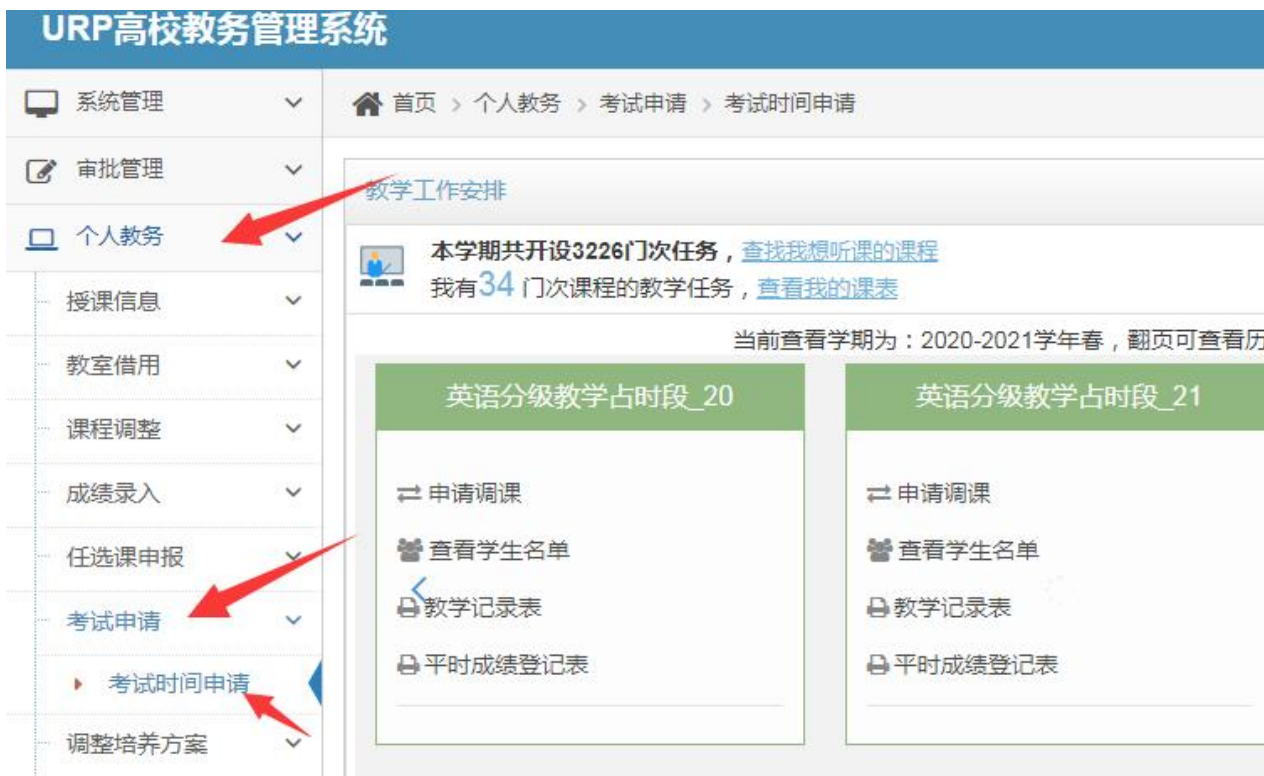 URP高校教务管理系统
系统管理
审批管理
个人教务
授课信息
教室借用
课程调整
成绩录入
任选课申报
考试申请
考试时间申请
调整培养方案
首页 > 个人教务 > 考试申请 > 考试时间申请
教学工作安排
本学期共开设3226门次任务，查找我想听课的课程
我有34 门次课程的教学任务，查看我的课表
当前查看学期为：2020-2021学年春，翻页可查看历
英语分级教学占时段_20
申请调课
查看学生名单
教学记录表
平时成绩登记表
英语分级教学占时段_21
申请调课
查看学生名单
教学记录表
平时成绩登记表